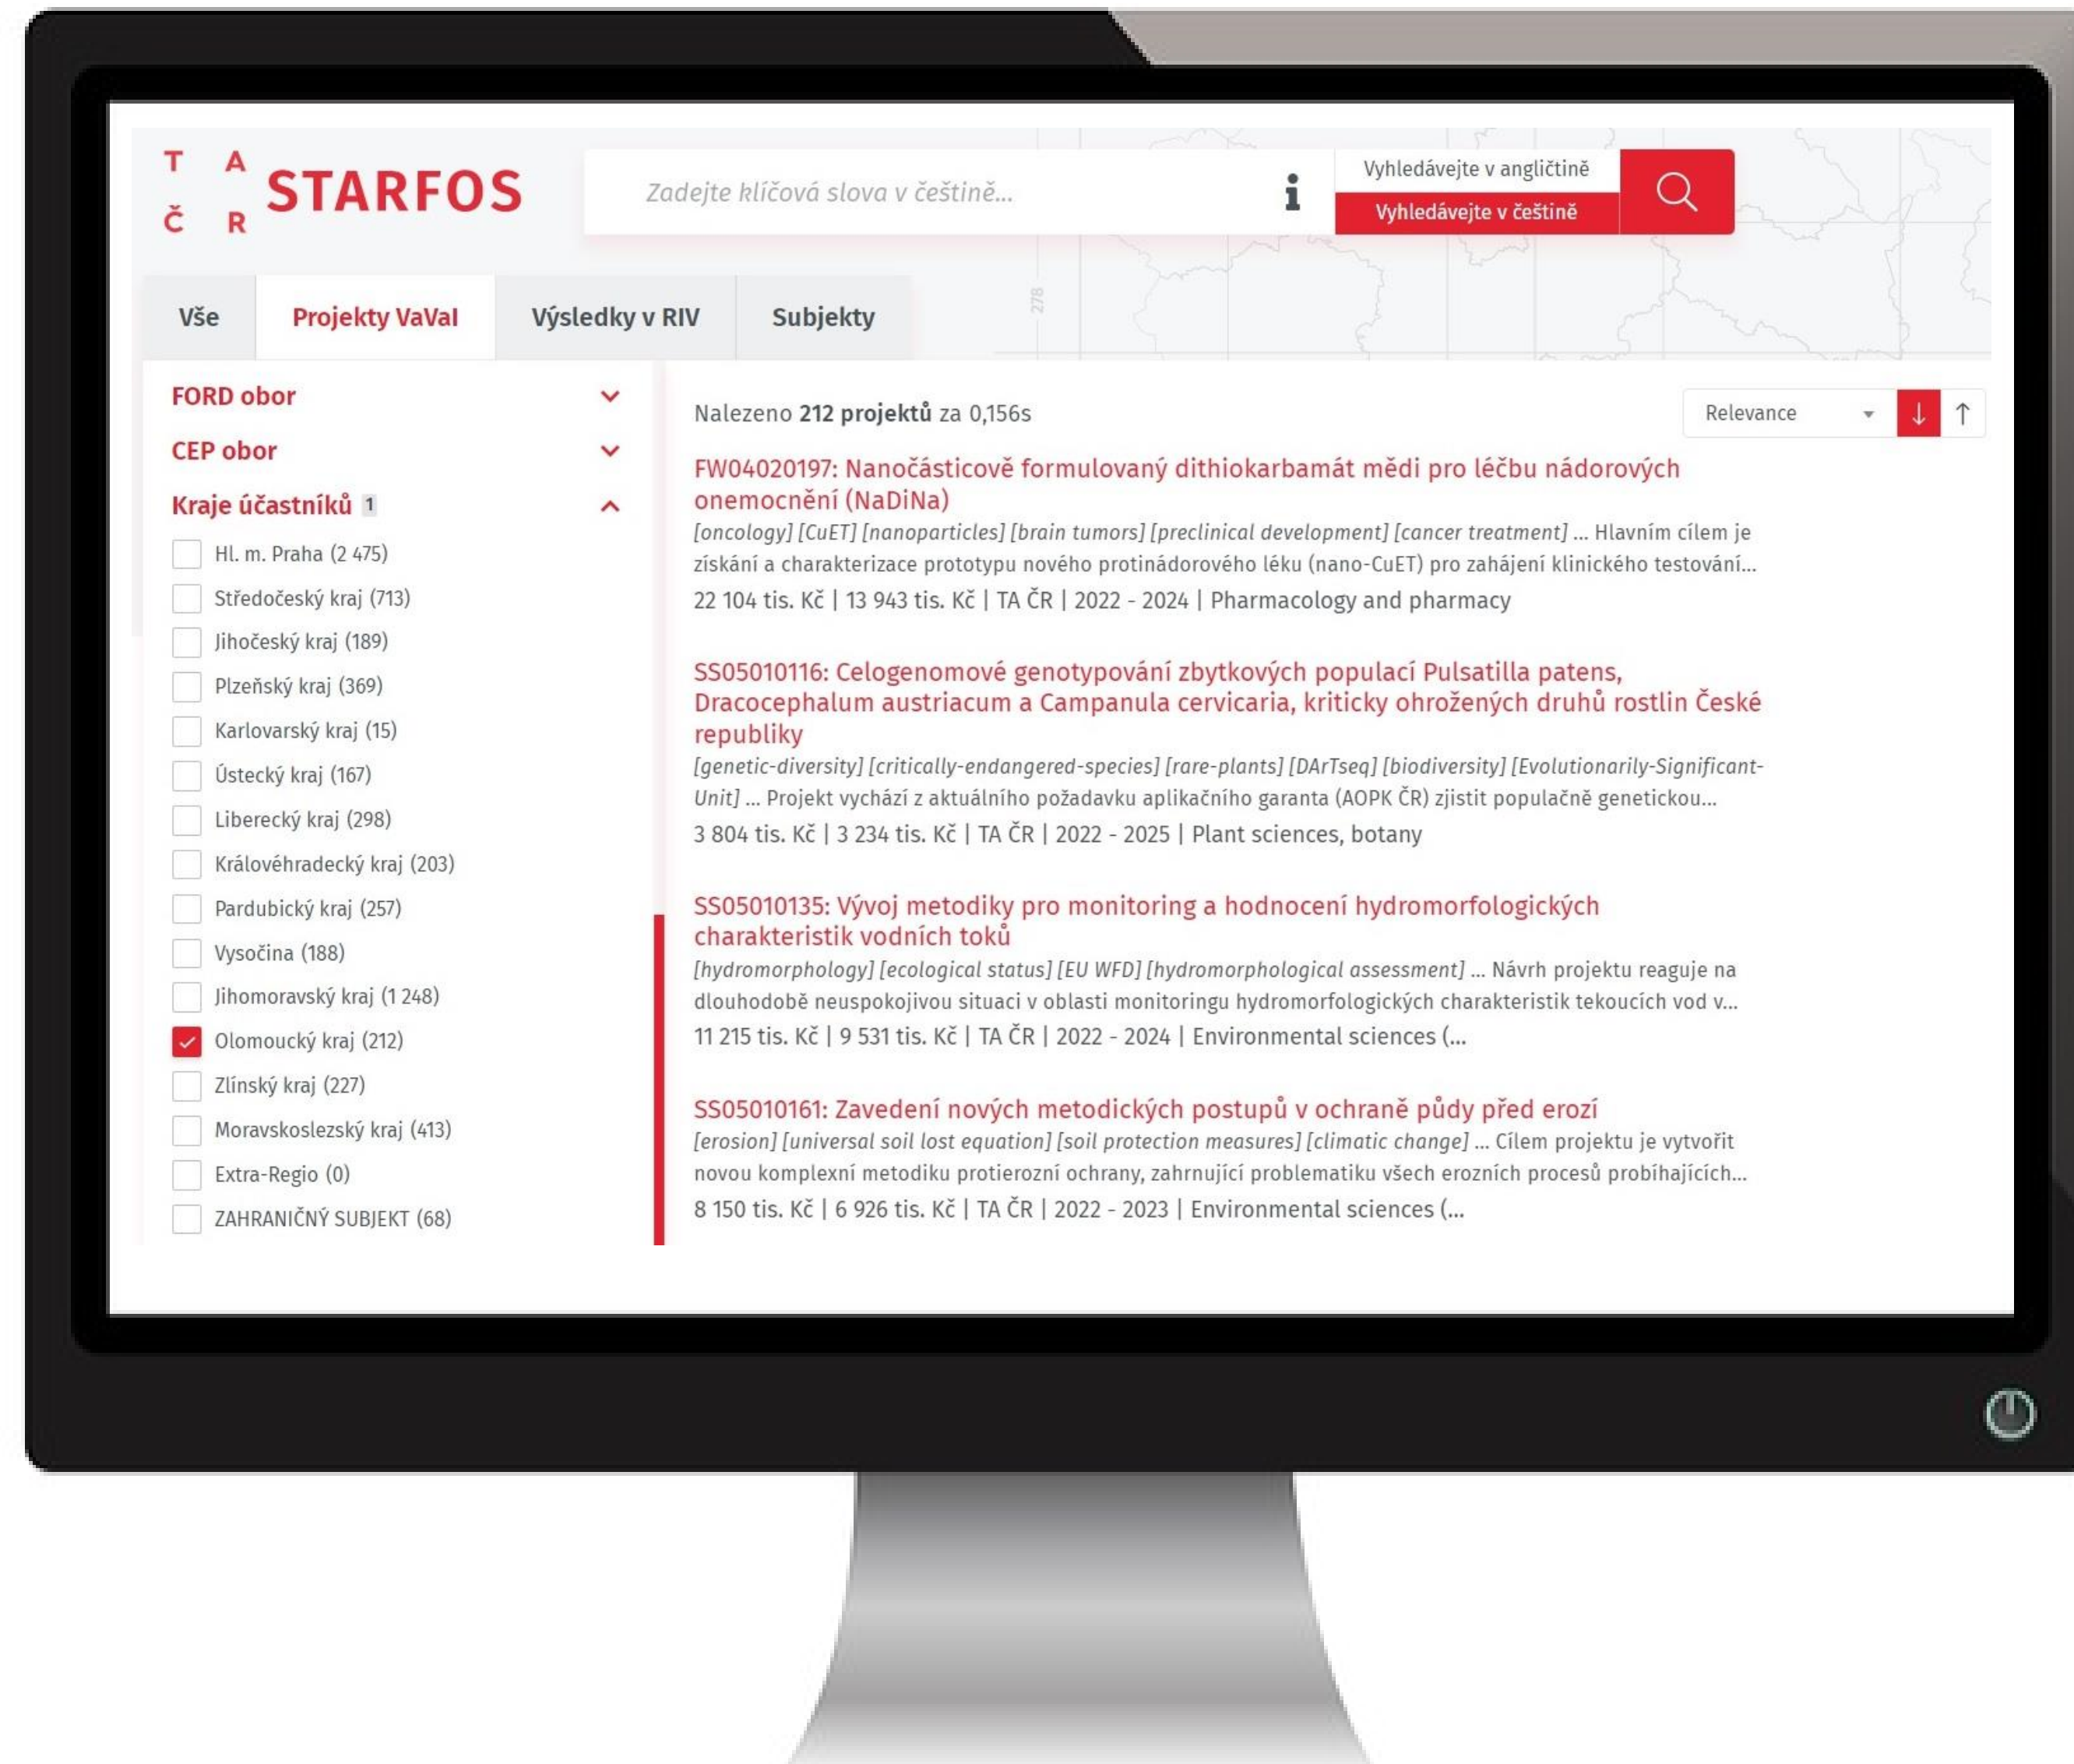 T A
Č R
STARFOS
Zadejte klíčová slova v češtině...
i
Vyhledávejte v angličtině
Vyhledávejte v češtině
Vše
Projekty VaVaI
Výsledky v RIV
Subjekty
278
FORD obor
CEP obor
Kraje účastníků 1
Hl. m. Praha (2 475)
Středočeský kraj (713)
Jihočeský kraj (189)
Plzeňský kraj (369)
Karlovarský kraj (15)
Ústecký kraj (167)
Liberecký kraj (298)
Královéhradecký kraj (203)
Pardubický kraj (257)
Vysočina (188)
Jihomoravský kraj (1 248)
Olomoucký kraj (212)
Zlínský kraj (227)
Moravskoslezský kraj (413)
Extra-Regio (0)
ZAHRANIČNÝ SUBJEKT (68)
Nalezeno 212 projektů za 0,156s
Relevance
FW04020197: Nanočásticově formulovaný dithiokarbamát mědi pro léčbu nádorových
onemocnění (NaDiNa)
[oncology] [CuET] [nanoparticles] [brain tumors] [preclinical development] [cancer treatment] ... Hlavním cílem je
získání a charakterizace prototypu nového protinádorového léku (nano-CuET) pro zahájení klinického testování...
22 104 tis. Kč | 13 943 tis. Kč | TA ČR | 2022 - 2024 | Pharmacology and pharmacy
SS05010116: Celogenomové genotypování zbytkových populací Pulsatilla patens,
Dracocephalum austriacum a Campanula cervicaria, kriticky ohrožených druhů rostlin České
republiky
[genetic-diversity] [critically-endangered-species] [rare-plants] [DArTseq] [biodiversity] [Evolutionarily-Significant-
Unit] ... Projekt vychází z aktuálního požadavku aplikačního garanta (AOPK ČR) zjistit populačně genetickou...
3 804 tis. Kč | 3 234 tis. Kč | TA ČR | 2022 - 2025 | Plant sciences, botany
SS05010135: Vývoj metodiky pro monitoring a hodnocení hydromorfologických
charakteristik vodních toků
[hydromorphology] [ecological status] [EU WFD] [hydromorphological assessment] ... Návrh projektu reaguje na
dlouhodobě neuspokojivou situaci v oblasti monitoringu hydromorfologických charakteristik tekoucích vod v...
11 215 tis. Kč | 9 531 tis. Kč | TA ČR | 2022 - 2024 | Environmental sciences (...
SS05010161: Zavedení nových metodických postupů v ochraně půdy před erozí
[erosion] [universal soil lost equation] [soil protection measures] [climatic change] ... Cílem projektu je vytvořit
novou komplexní metodiku protierozní ochrany, zahrnující problematiku všech erozních procesů probíhajících...
8 150 tis. Kč | 6 926 tis. Kč | TA ČR | 2022 - 2023 | Environmental sciences (...